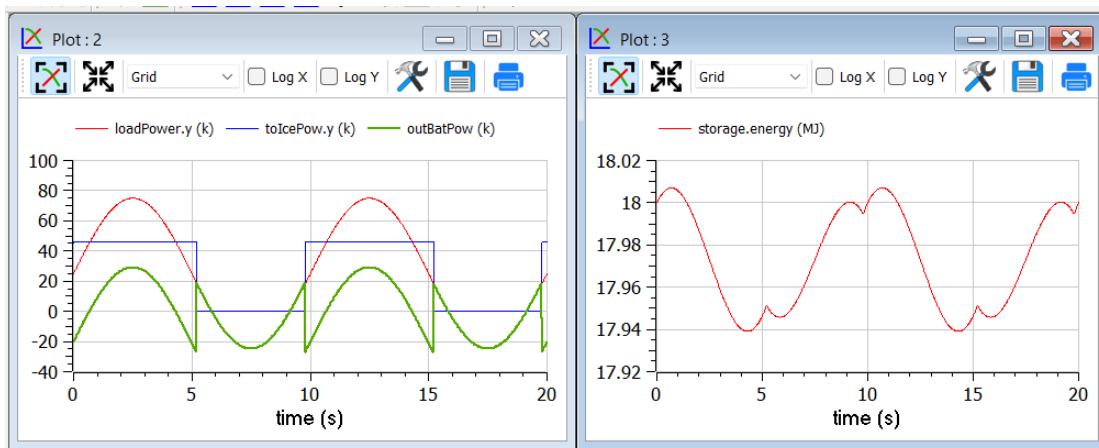 Plot : 2
Grid
Log X
Log Y
loadPower.y (k)
toIcePow.y (k)
outBatPow (k)
100
80
60
40
20
0
-20
-40
0
5
10
15
20
time (s)
Plot : 3
Grid
Log X
Log Y
storage.energy (MJ)
18.02
18
17.98
17.96
17.94
17.92
0
5
10
15
20
time (s)